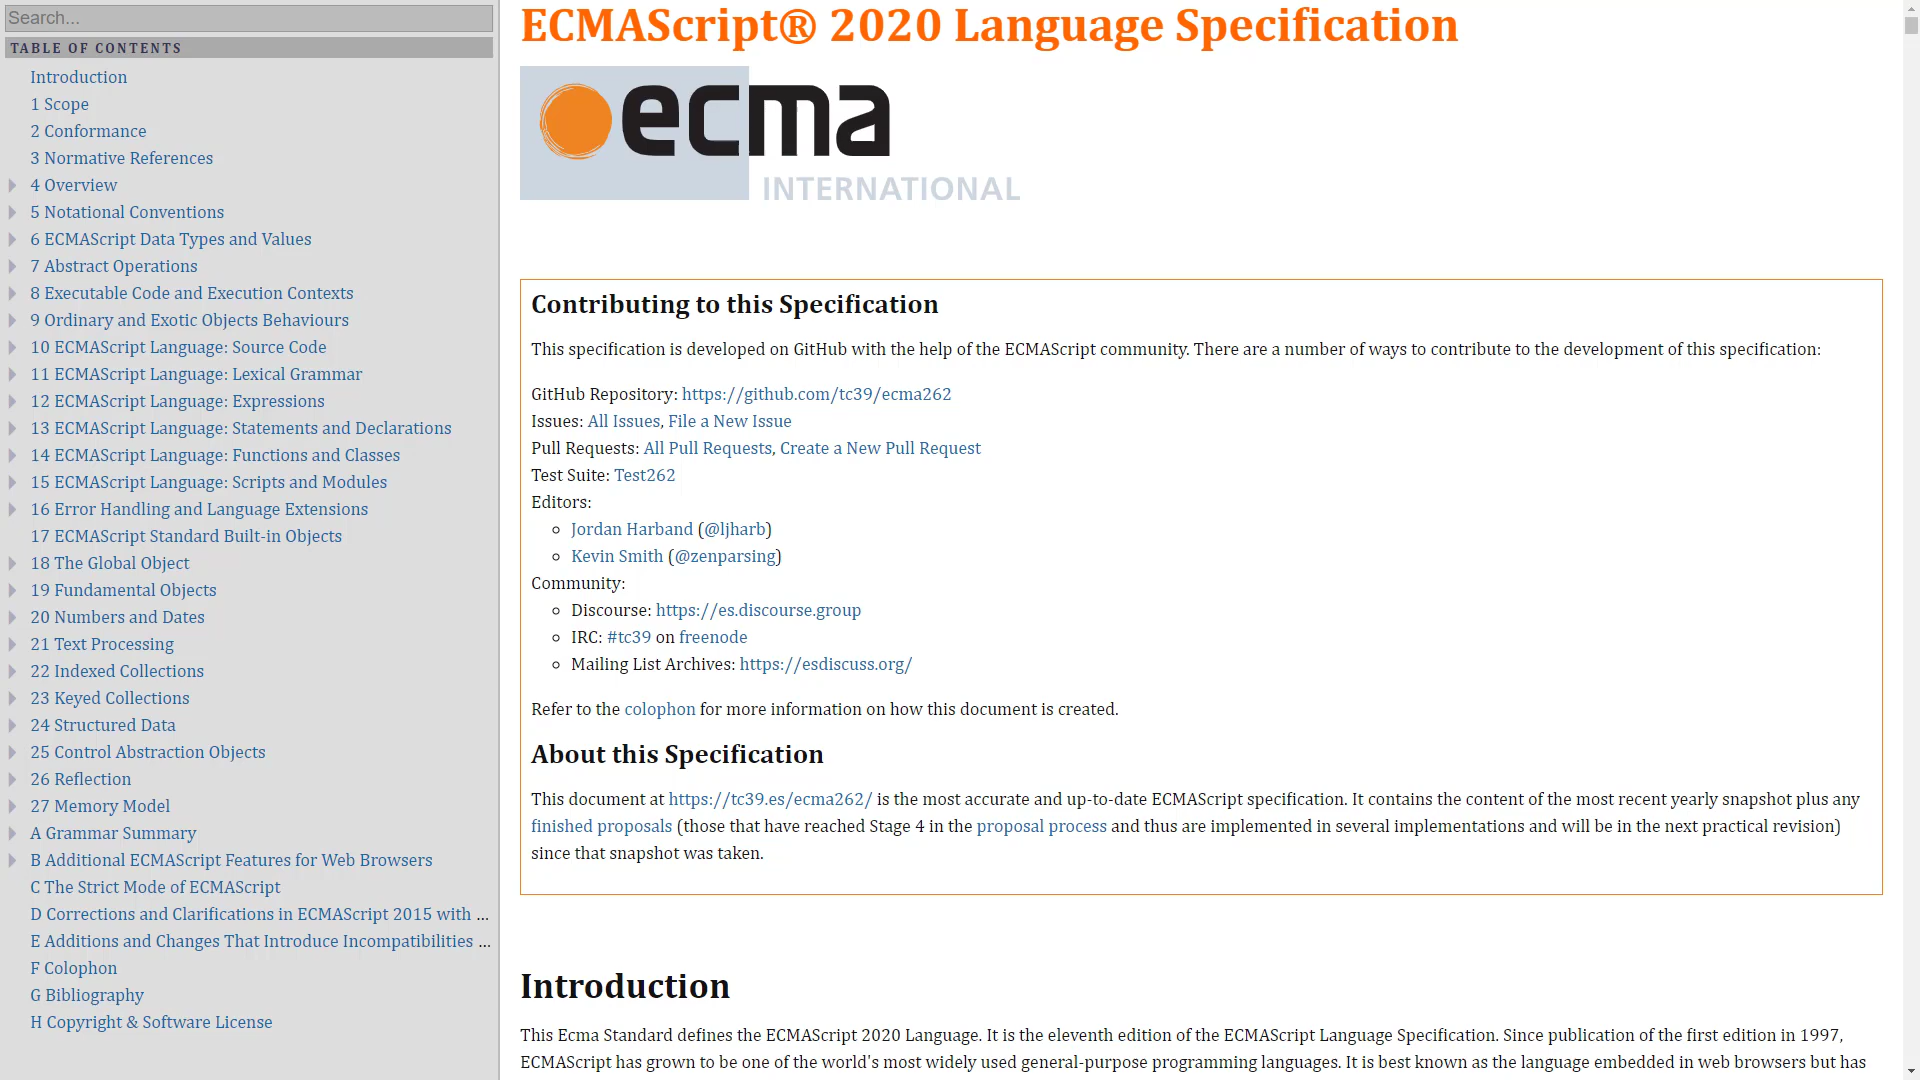 Search...
TABLE OF CONTENTS
Introduction
1 Scope
2 Conformance
3 Normative References
4 Overview
5 Notational Conventions
6 ECMAScript Data Types and Values
7 Abstract Operations
8 Executable Code and Execution Contexts
9 Ordinary and Exotic Objects Behaviours
10 ECMAScript Language: Source Code
11 ECMAScript Language: Lexical Grammar
12 ECMAScript Language: Expressions
13 ECMAScript Language: Statements and Declarations
14 ECMAScript Language: Functions and Classes
15 ECMAScript Language: Scripts and Modules
16 Error Handling and Language Extensions
17 ECMAScript Standard Built-in Objects
18 The Global Object
19 Fundamental Objects
20 Numbers and Dates
21 Text Processing
22 Indexed Collections
23 Keyed Collections
24 Structured Data
25 Control Abstraction Objects
26 Reflection
27 Memory Model
A Grammar Summary
B Additional ECMAScript Features for Web Browsers
C The Strict Mode of ECMAScript
D Corrections and Clarifications in ECMAScript 2015 with ...
E Additions and Changes That Introduce Incompatibilities ...
F Colophon
G Bibliography
H Copyright & Software License
ECMAScript® 2020 Language Specification
ecma
INTERNATIONAL
Contributing to this Specification
This specification is developed on GitHub with the help of the ECMAScript community. There are a number of ways to contribute to the development of this specification:
GitHub Repository: https://github.com/tc39/ecma262
Issues: All Issues, File a New Issue
Pull Requests: All Pull Requests, Create a New Pull Request
Test Suite: Test262
Editors:
Jordan Harband (@ljharb)
Kevin Smith (@zenparsing)
Community:
Discourse: https://es.discourse.group
IRC: #tc39 on freenode
Mailing List Archives: https://esdiscuss.org/
Refer to the colophon for more information on how this document is created.
About this Specification
This document at https://tc39.es/ecma262/ is the most accurate and up-to-date ECMAScript specification. It contains the content of the most recent yearly snapshot plus any
finished proposals (those that have reached Stage 4 in the proposal process and thus are implemented in several implementations and will be in the next practical revision)
since that snapshot was taken.
Introduction
This Ecma Standard defines the ECMAScript 2020 Language. It is the eleventh edition of the ECMAScript Language Specification. Since publication of the first edition in 1997,
ECMAScript has grown to be one of the world's most widely used general-purpose programming languages. It is best known as the language embedded in web browsers but has